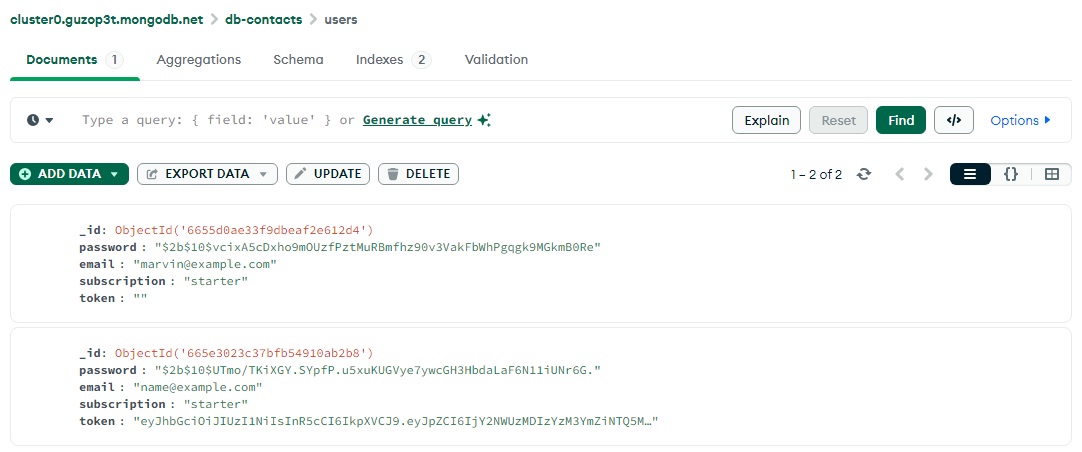 cluster0.guzop3t.mongodb.net > db-contacts > users
Documents 1 Aggregations Schema Indexes 2 Validation
Type a query: { field: 'value' } or Generate query Explain Reset Find </> Options
ADD DATA EXPORT DATA UPDATE DELETE 1 – 2 of 2 {}
_id: ObjectId('6655d0ae33f9dbeaf2e612d4')
password : "$2b$10$vcixA5cDxho9mOUzfPztMuRBmfhz90v3VakFbWhPgqgk9MGkmB0Re"
email : "marvin@example.com"
subscription : "starter"
token : ""
_id: ObjectId('665e3023c37bfb54910ab2b8')
password : "$2b$10$UTmo/TKiXGY.SYpfP.u5xuKUGVye7ywcGH3HbdaLaF6N11iUNr6G."
email : "name@example.com"
subscription : "starter"
token : "eyJhbGciOiJIUzI1NiIsInR5cCI6IkpXVCJ9.eyJpZCI6IjY2NWUzMDIzYzM3YmZiNTQ5M…"